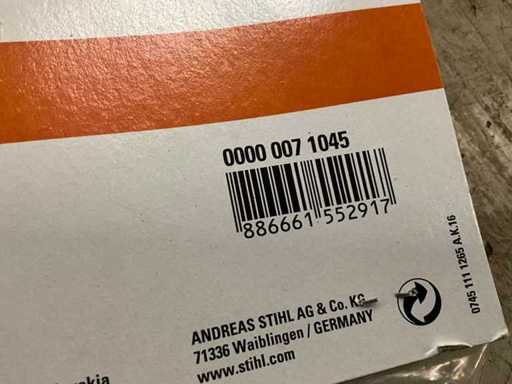 0000 007 1045
886661 552917
ANDREAS STIHL AG & Co. KG
71336 Waiblingen / GERMANY
www.stihl.com
0745 111 1265 A.K.16